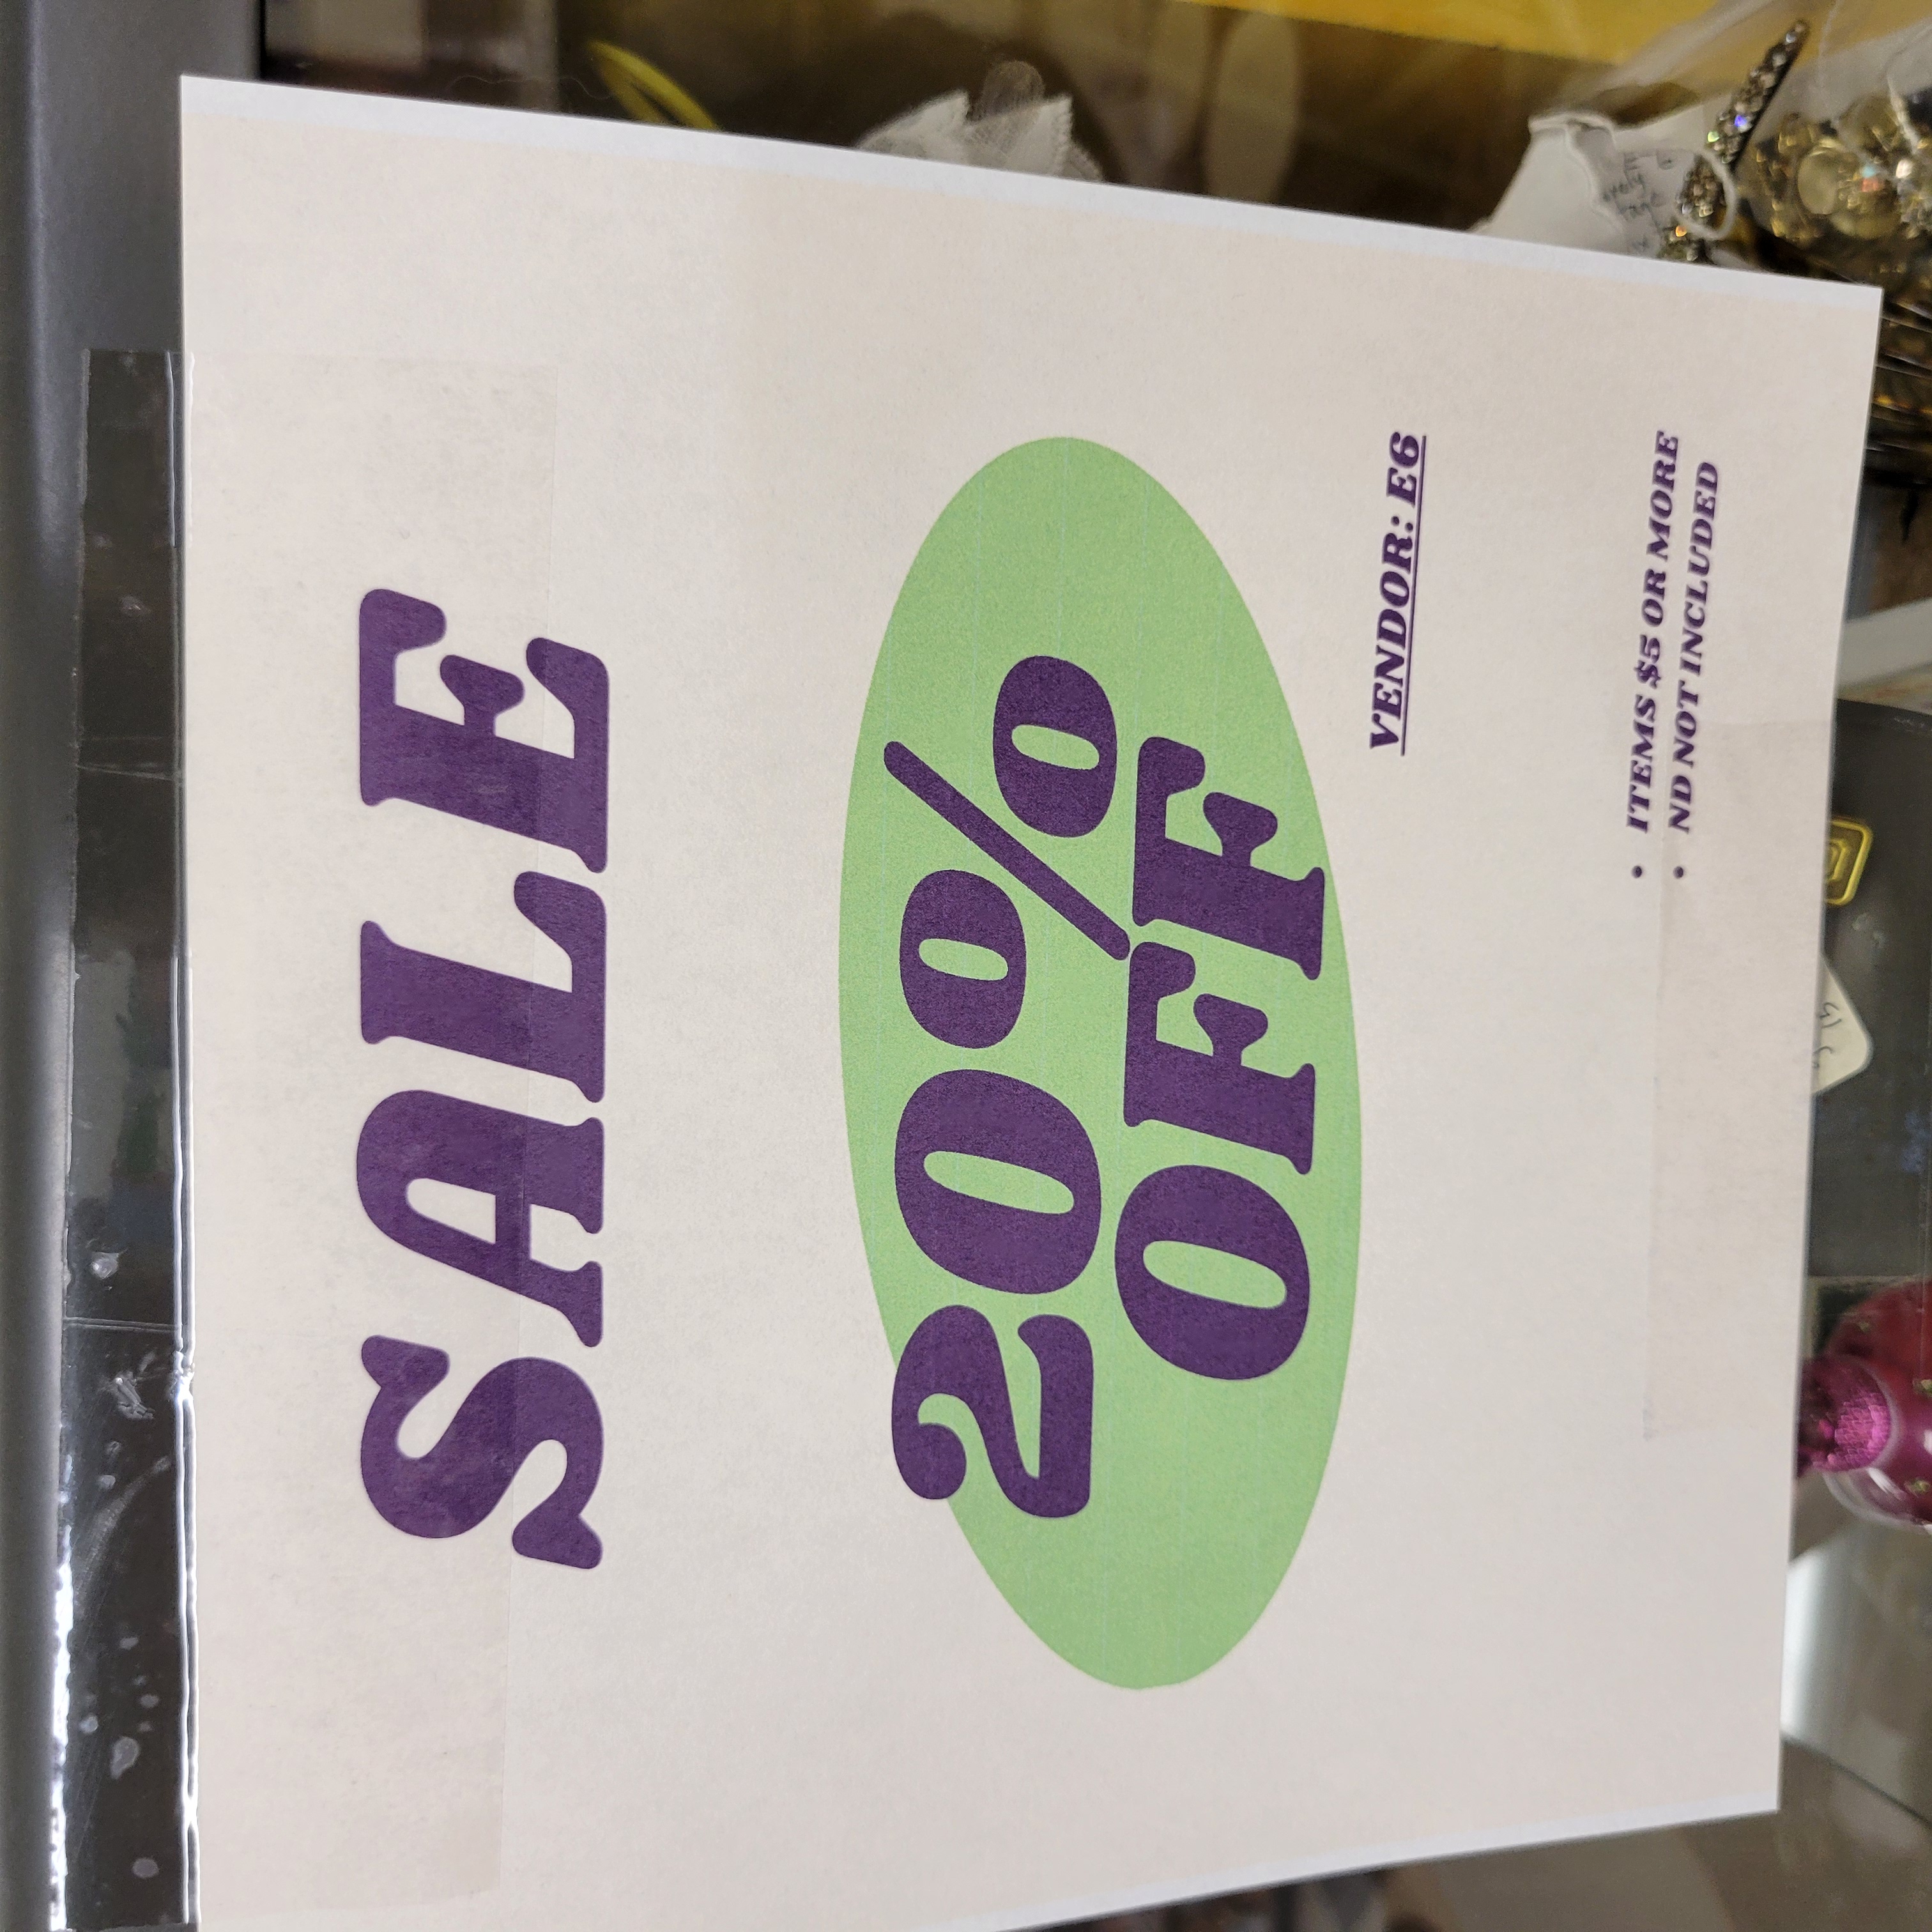 SALE
20%
OFF
VENDOR: E6
• ITEMS $5 OR MORE
• ND NOT INCLUDED